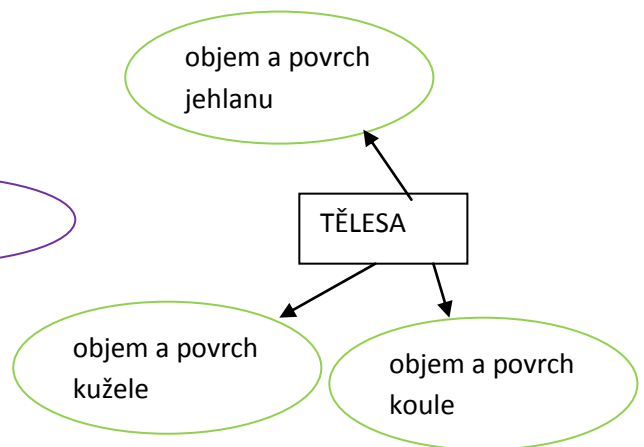 objem a povrch
jehlanu
TĚLESA
objem a povrch
kužele
objem a povrch
koule